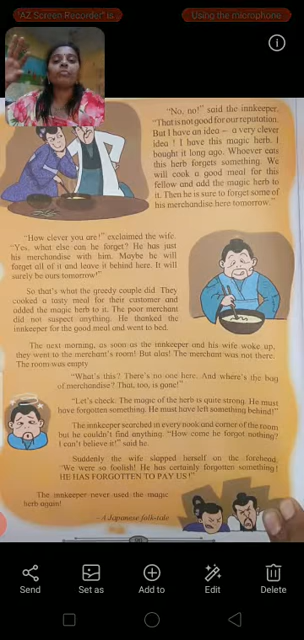 "AZ Screen Recorder" is
Using the microphone
"No, no!" said the innkeeper.
"That is not good for our reputation.
But I have an idea – a very clever
idea ! I have this magic herb. I
bought it long ago. Whoever eats
this herb forgets something. We
will cook a good meal for this
fellow and add the magic herb to
it. Then he is sure to forget some of
his merchandise here tomorrow."
"How clever you are!" exclaimed the wife.
"Yes, what else can he forget? He has just
his merchandise with him. Maybe he will
forget all of it and leave it behind here. It will
surely be ours tomorrow!"
So that's what the greedy couple did. They
cooked a tasty meal for their customer and
added the magic herb to it. The poor merchant
did not suspect anything. He thanked the
innkeeper for the good meal and went to bed.
The next morning, as soon as the innkeeper and his wife woke up,
they went to the merchant's room! But alas! The merchant was not there.
The room was empty
"What's this? There's no one here. And where's the bag
of merchandise? That, too, is gone!"
"Let's check. The magic of the herb is quite strong. He must
have forgotten something. He must have left something behind!"
The innkeeper searched in every nook and corner of the room
but he couldn't find anything. "How come he forgot nothing?
I can't believe it!" said he.
Suddenly the wife slapped herself on the forehead.
"We were so foolish! He has certainly forgotten something!
HE HAS FORGOTTEN TO PAY US !"
The innkeeper never used the magic
herb again!
—A Japanese folk-tale
Send
Set as
Add to
Edit
Delete